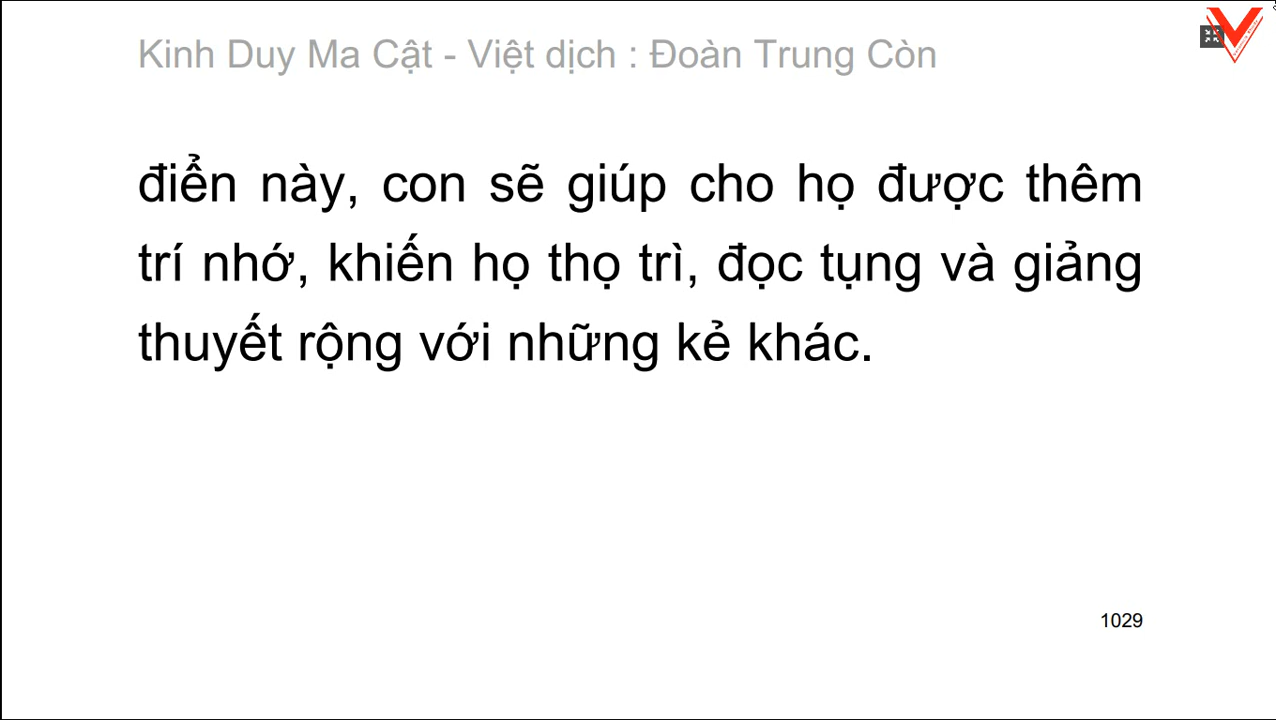 Kinh Duy Ma Cật - Việt dịch : Đoàn Trung Còn
điển này, con sẽ giúp cho họ được thêm
trí nhớ, khiến họ thọ trì, đọc tụng và giảng
thuyết rộng với những kẻ khác.
1029